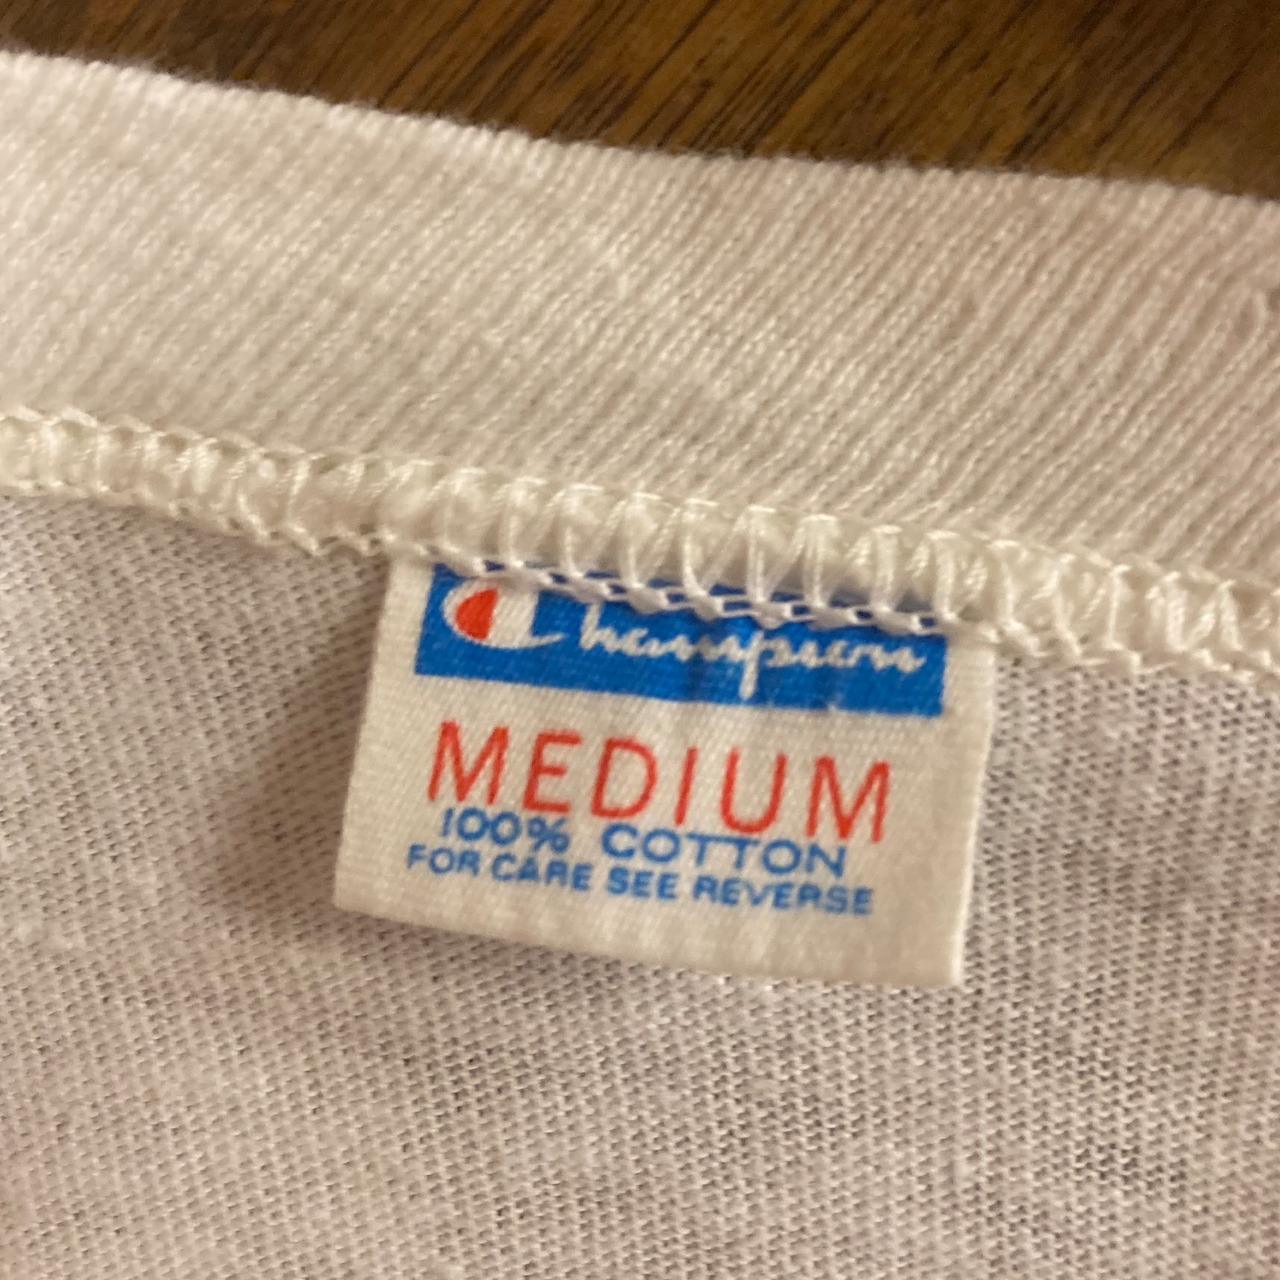 Champion
MEDIUM
100% COTTON
FOR CARE SEE REVERSE